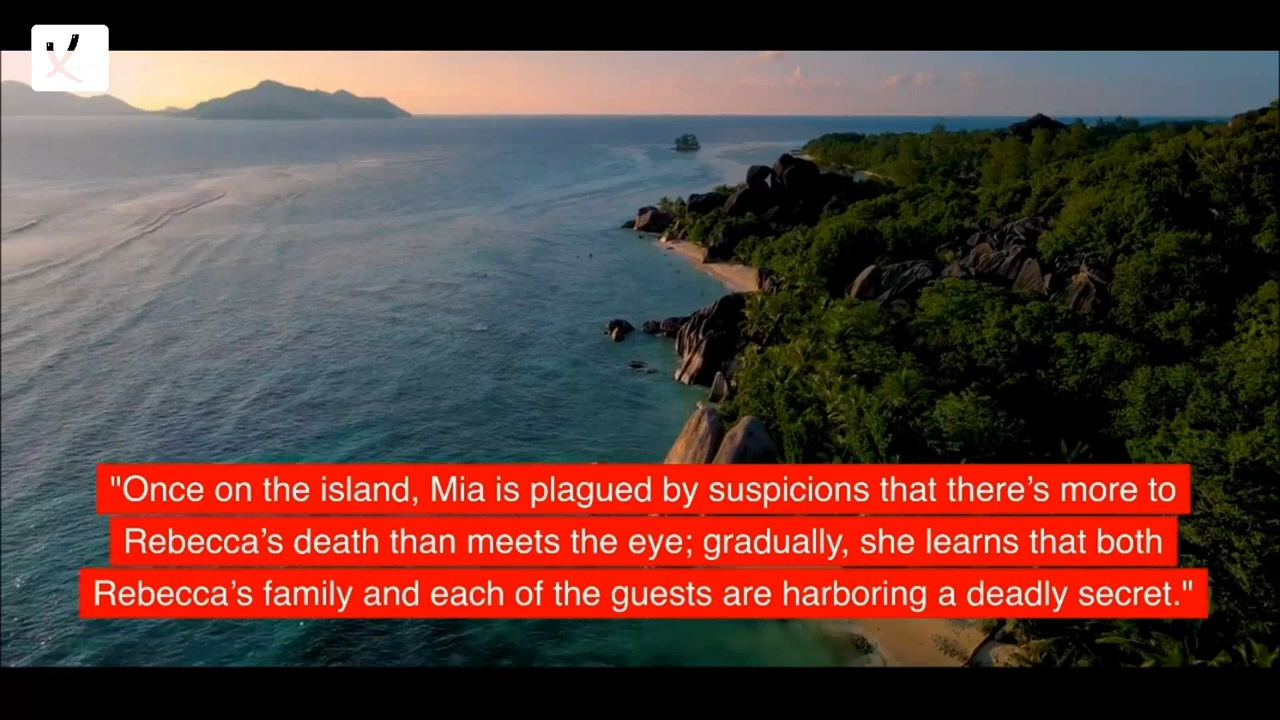 "Once on the island, Mia is plagued by suspicions that there’s more to
Rebecca’s death than meets the eye; gradually, she learns that both
Rebecca’s family and each of the guests are harboring a deadly secret."